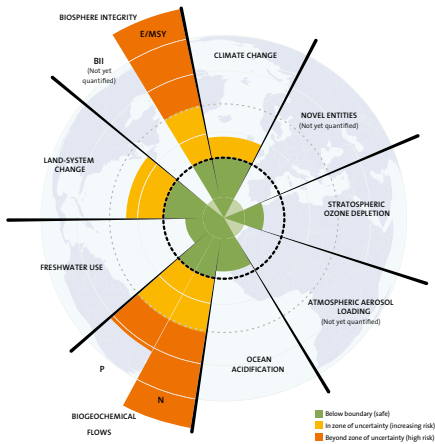 BIOSPHERE INTEGRITY
E/MSY
BII
(Not yet
quantified)
CLIMATE CHANGE
NOVEL ENTITIES
(Not yet quantified)
LAND-SYSTEM
CHANGE
STRATOSPHERIC
OZONE DEPLETION
FRESHWATER USE
ATMOSPHERIC AEROSOL
LOADING
(Not yet quantified)
P
N
OCEAN
ACIDIFICATION
BIOGEOCHEMICAL
FLOWS
Below boundary (safe)
In zone of uncertainty (increasing risk)
Beyond zone of uncertainty (high risk)